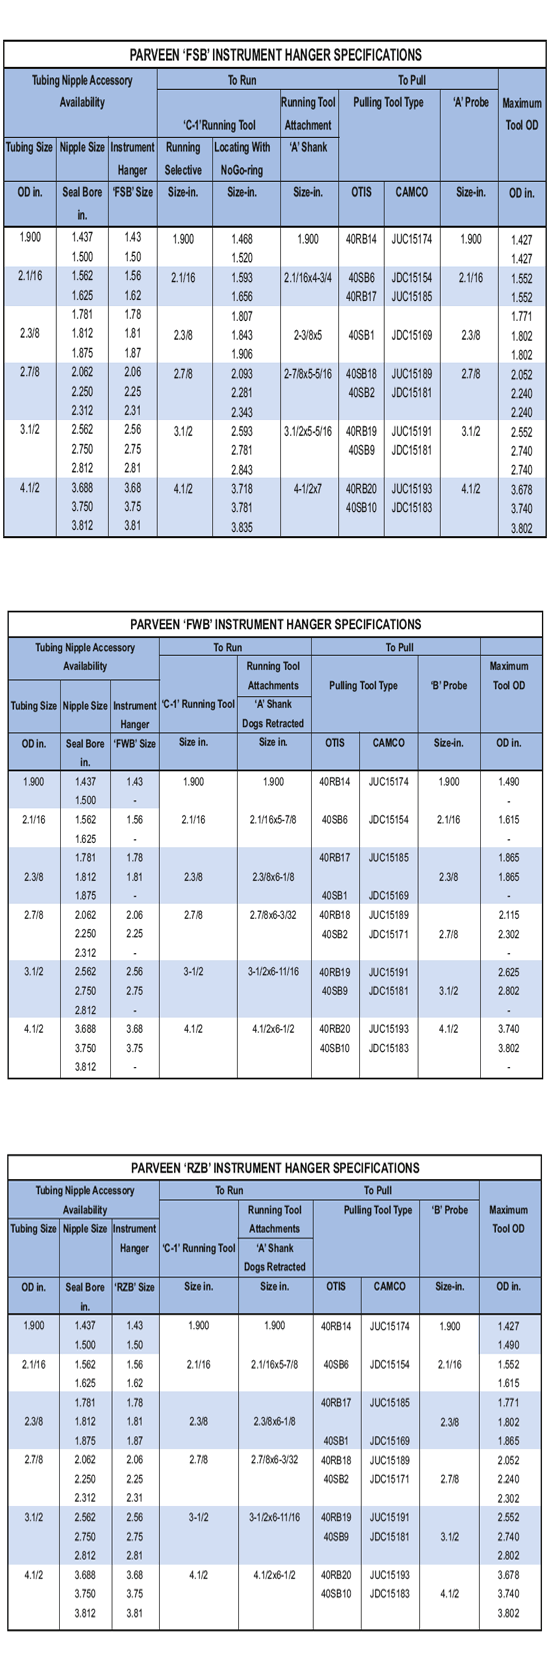 PARVEEN ‘FSB’ INSTRUMENT HANGER SPECIFICATIONS
Tubing Nipple Accessory To Run To Pull
Availability Running Tool Pulling Tool Type ‘A’ Probe Maximum
‘C-1’Running Tool Attachment Tool OD
Tubing Size Nipple Size Instrument Running Locating With ‘A’ Shank
Hanger Selective NoGo-ring
OD in. Seal Bore ‘FSB’ Size Size-in. Size-in. Size-in. OTIS CAMCO Size-in. OD in.
in.
1.900 1.437 1.43 1.900 1.468 1.900 40RB14 JUC15174 1.900 1.427
1.500 1.50 1.520 1.427
2.1/16 1.562 1.56 2.1/16 1.593 2.1/16x4-3/4 40SB6 JDC15154 2.1/16 1.552
1.625 1.62 1.656 40RB17 JUC15185 1.552
1.781 1.78 1.807 1.771
2.3/8 1.812 1.81 2.3/8 1.843 2-3/8x5 40SB1 JDC15169 2.3/8 1.802
1.875 1.87 1.906 1.802
2.7/8 2.062 2.06 2.7/8 2.093 2-7/8x5-5/16 40SB18 JUC15189 2.7/8 2.052
2.250 2.25 2.281 40SB2 JDC15181 2.240
2.312 2.31 2.343 2.240
3.1/2 2.562 2.56 3.1/2 2.593 3.1/2x5-5/16 40RB19 JUC15191 3.1/2 2.552
2.750 2.75 2.781 40SB9 JDC15181 2.740
2.812 2.81 2.843 2.740
4.1/2 3.688 3.68 4.1/2 3.718 4-1/2x7 40RB20 JUC15193 4.1/2 3.678
3.750 3.75 3.781 40SB10 JDC15183 3.740
3.812 3.81 3.835 3.802
PARVEEN ‘FWB’ INSTRUMENT HANGER SPECIFICATIONS
Tubing Nipple Accessory To Run To Pull
Availability Running Tool Maximum
Attachments Pulling Tool Type ‘B’ Probe Tool OD
Tubing Size Nipple Size Instrument ‘C-1’ Running Tool ‘A’ Shank
Hanger Dogs Retracted
OD in. Seal Bore ‘FWB’ Size Size in. Size in. OTIS CAMCO Size-in. OD in.
in.
1.900 1.437 1.43 1.900 1.900 40RB14 JUC15174 1.900 1.490
1.500 - -
2.1/16 1.562 1.56 2.1/16 2.1/16x5-7/8 40SB6 JDC15154 2.1/16 1.615
1.625 -
1.781 1.78 40RB17 JUC15185 1.865
2.3/8 1.812 1.81 2.3/8 2.3/8x6-1/8 2.3/8 1.865
1.875 - 40SB1 JDC15169 -
2.7/8 2.062 2.06 2.7/8 2.7/8x6-3/32 40RB18 JUC15189 2.115
2.250 2.25 40SB2 JDC15171 2.7/8 2.302
2.312 - -
3.1/2 2.562 2.56 3-1/2 3-1/2x6-11/16 40RB19 JUC15191 2.625
2.750 2.75 40SB9 JDC15181 3.1/2 2.802
2.812 - -
4.1/2 3.688 3.68 4.1/2 4.1/2x6-1/2 40RB20 JUC15193 4.1/2 3.740
3.750 3.75 40SB10 JDC15183 3.802
3.812 - -
PARVEEN ‘RZB’ INSTRUMENT HANGER SPECIFICATIONS
Tubing Nipple Accessory To Run To Pull
Availability Running Tool Pulling Tool Type ‘B’ Probe Maximum
Tubing Size Nipple Size Instrument Attachments Tool OD
Hanger ‘C-1’ Running Tool ‘A’ Shank
Dogs Retracted
OD in. Seal Bore ‘RZB’ Size Size in. Size in. OTIS CAMCO Size-in. OD in.
in.
1.900 1.437 1.43 1.900 1.900 40RB14 JUC15174 1.900 1.427
1.500 1.50 1.490
2.1/16 1.562 1.56 2.1/16 2.1/16x5-7/8 40SB6 JDC15154 2.1/16 1.552
1.625 1.62 1.615
1.781 1.78 40RB17 JUC15185 1.771
2.3/8 1.812 1.81 2.3/8 2.3/8x6-1/8 2.3/8 1.802
1.875 1.87 40SB1 JDC15169 1.865
2.7/8 2.062 2.06 2.7/8 2.7/8x6-3/32 40RB18 JUC15189 2.052
2.250 2.25 40SB2 JDC15171 2.7/8 2.240
2.312 2.31 2.302
3.1/2 2.562 2.56 3-1/2 3-1/2x6-11/16 40RB19 JUC15191 2.552
2.750 2.75 40SB9 JDC15181 3.1/2 2.740
2.812 2.81 2.802
4.1/2 3.688 3.68 4.1/2 4.1/2x6-1/2 40RB20 JUC15193 3.678
3.750 3.75 40SB10 JDC15183 4.1/2 3.740
3.812 3.81 3.802